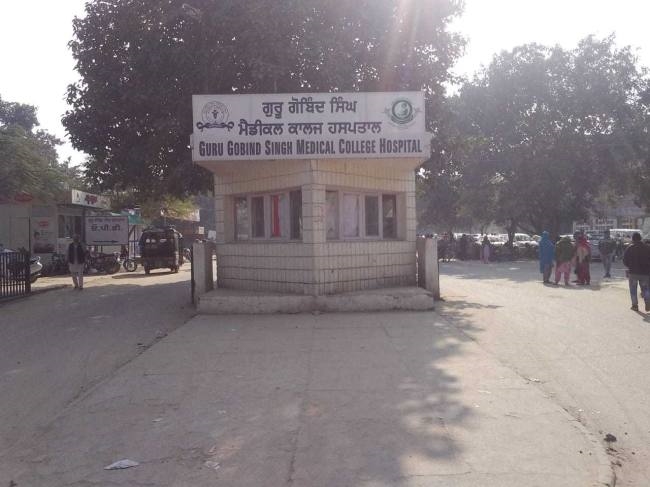 ਗੁਰੂ ਗੋਬਿੰਦ ਸਿੰਘ
ਮੈਡੀਕਲ ਕਾਲਜ ਹਸਪਤਾਲ
GURU GOBIND SINGH MEDICAL COLLEGE HOSPITAL
ਓ.ਪੀ.ਡੀ.